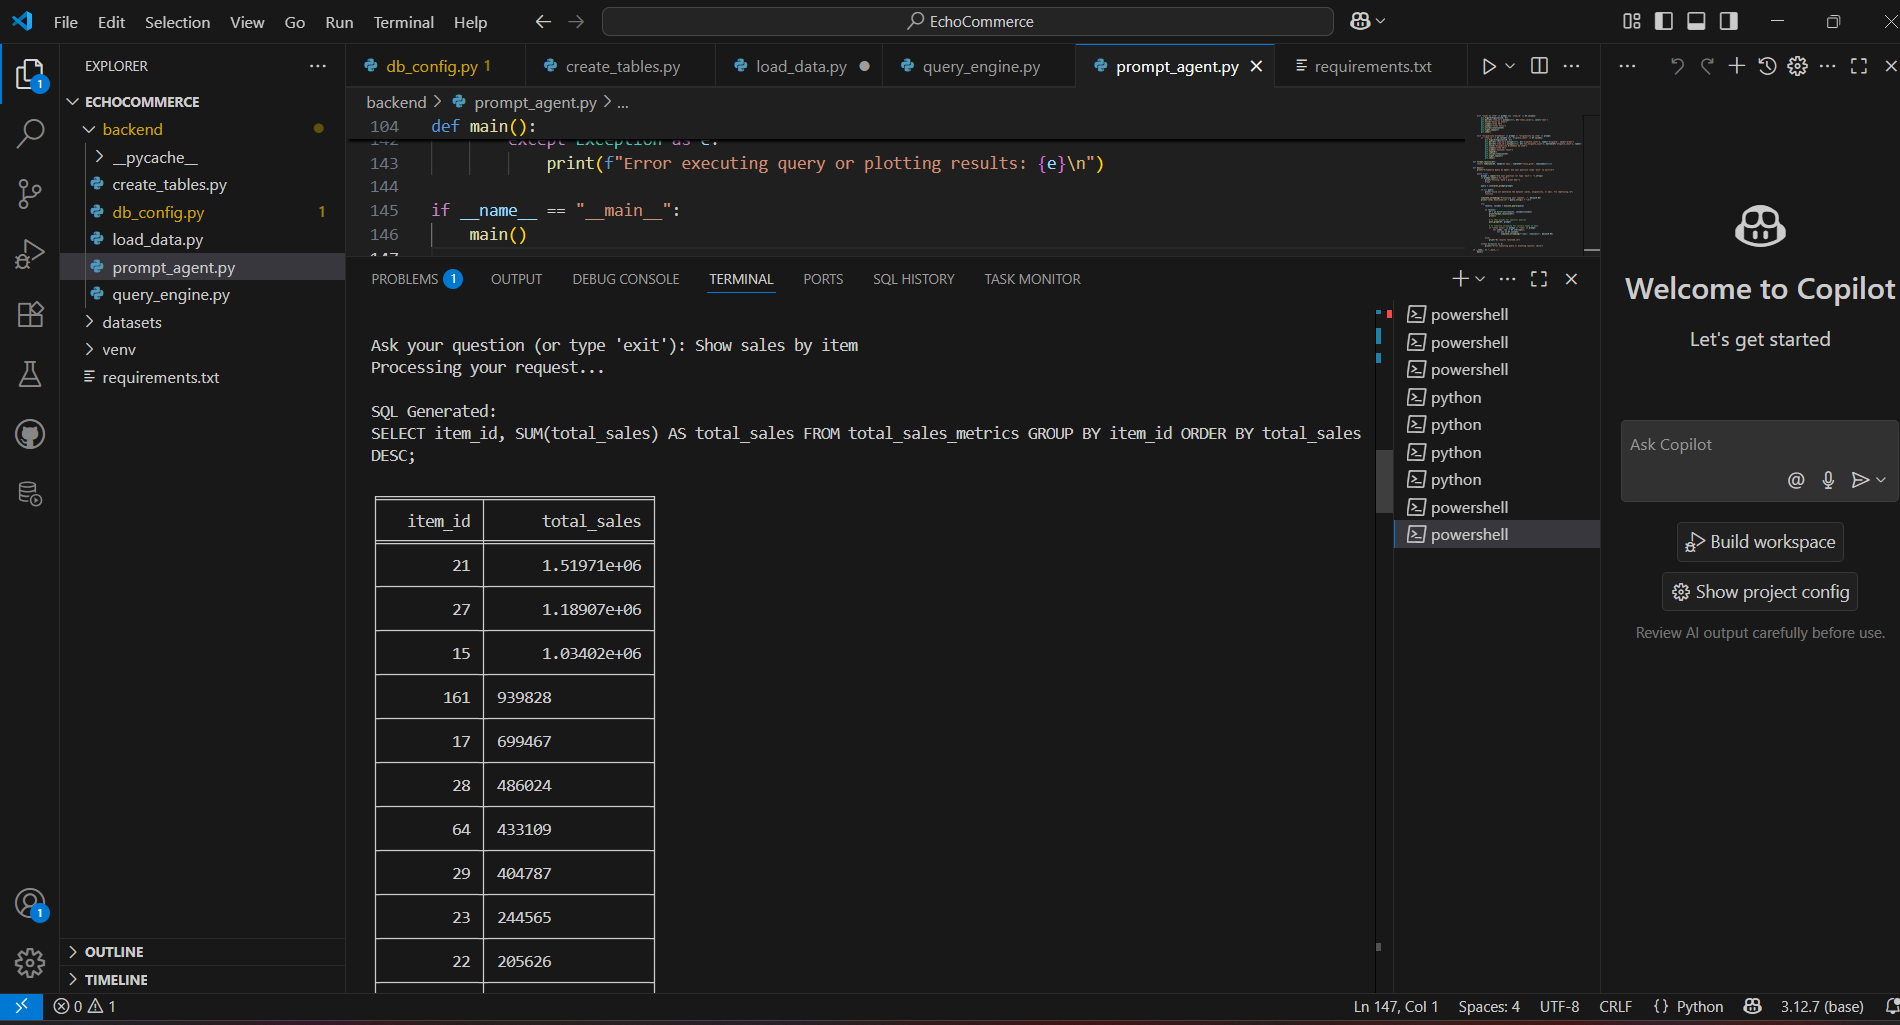 File Edit Selection View Go Run Terminal Help
EchoCommerce
EXPLORER
ECHOCOMMERCE
backend
__pycache__
create_tables.py
db_config.py 1
load_data.py
prompt_agent.py
query_engine.py
datasets
venv
requirements.txt
OUTLINE
TIMELINE
1
1
db_config.py 1
create_tables.py
load_data.py
query_engine.py
prompt_agent.py
requirements.txt
backend > prompt_agent.py > ...
104 def main():
142 except Exception as e:
143 print(f"Error executing query or plotting results: {e}\n")
144
145 if __name__ == "__main__":
146 main()
147
PROBLEMS 1 OUTPUT DEBUG CONSOLE TERMINAL PORTS SQL HISTORY TASK MONITOR
Ask your question (or type 'exit'): Show sales by item
Processing your request...
SQL Generated:
SELECT item_id, SUM(total_sales) AS total_sales FROM total_sales_metrics GROUP BY item_id ORDER BY total_sales
DESC;
item_id total_sales
21 1.51971e+06
27 1.18907e+06
15 1.03402e+06
161 939828
17 699467
28 486024
64 433109
29 404787
23 244565
22 205626
powershell
powershell
powershell
python
python
python
python
powershell
powershell
Welcome to Copilot
Let's get started
Ask Copilot
Build workspace
Show project config
Review AI output carefully before use.
0 1
Ln 147, Col 1 Spaces: 4 UTF-8 CRLF {} Python 3.12.7 (base)